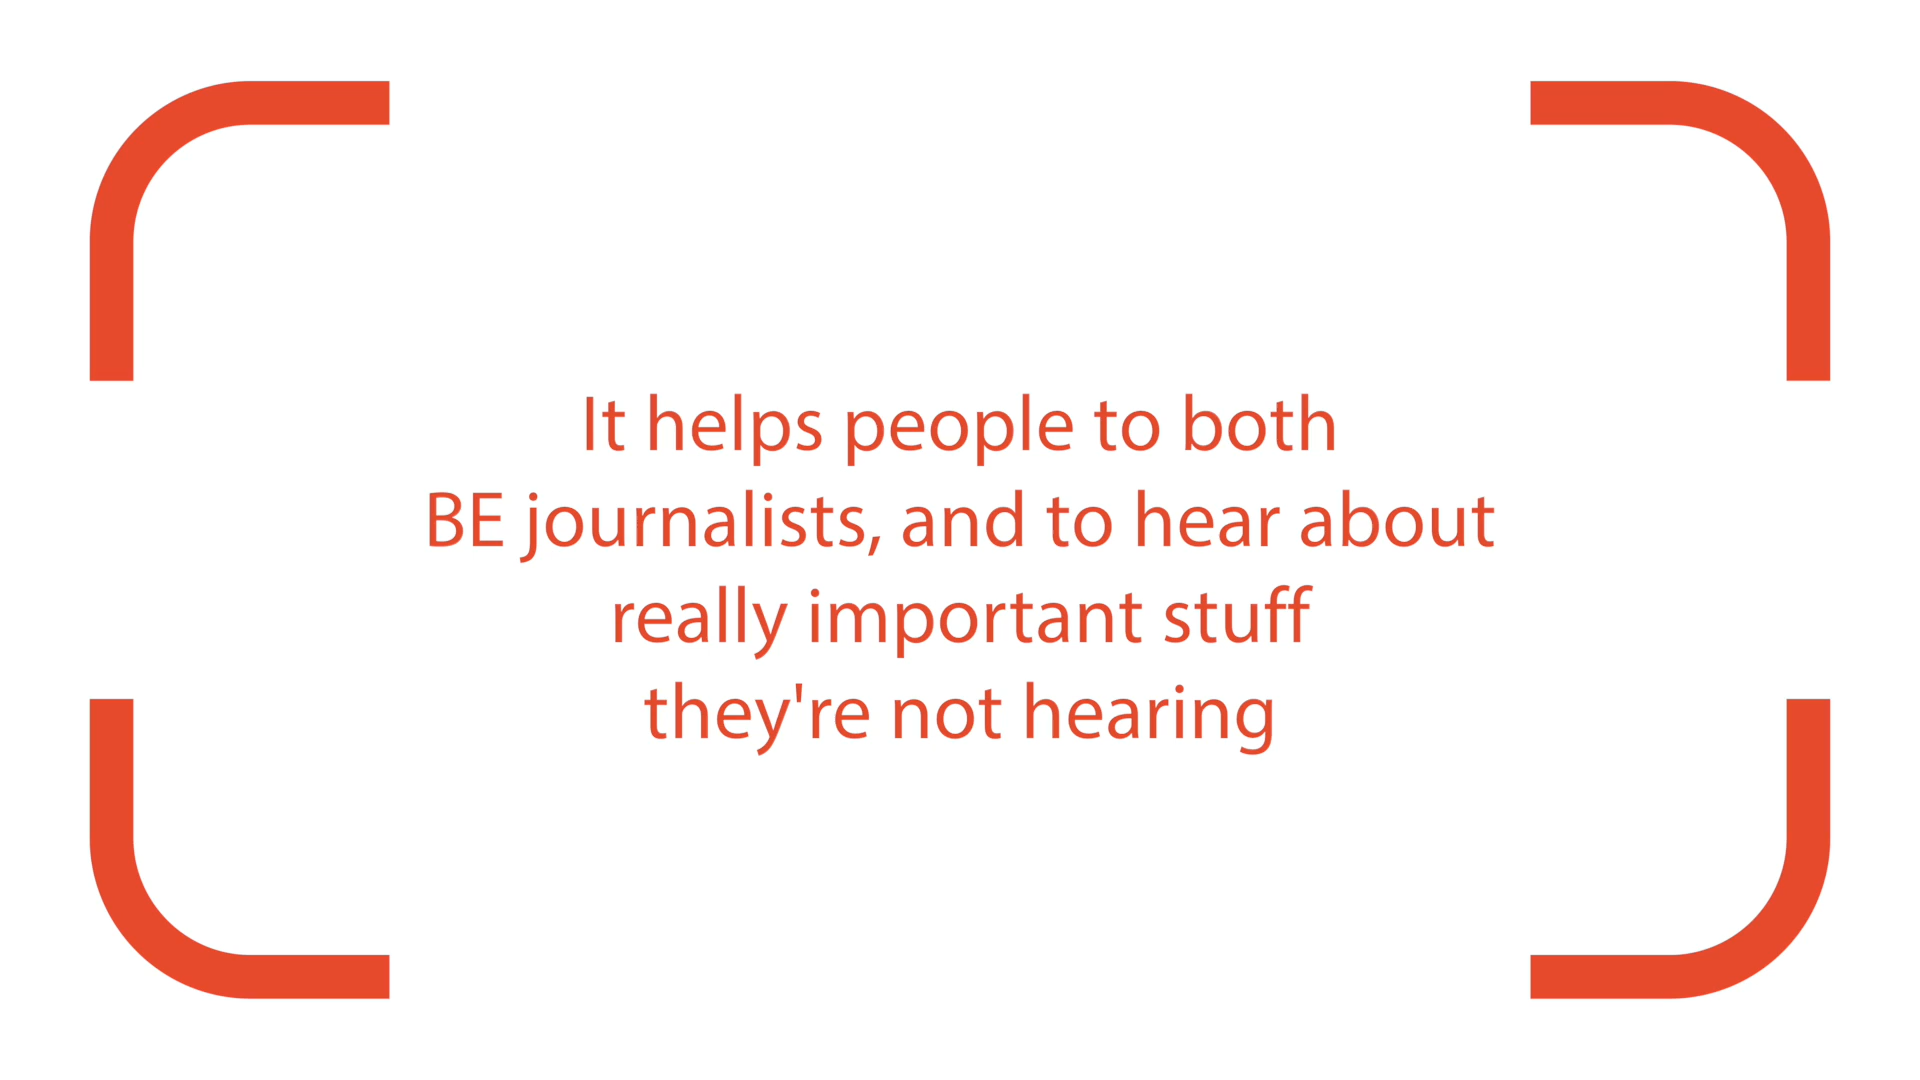 It helps people to both
BE journalists, and to hear about
really important stuff
they're not hearing